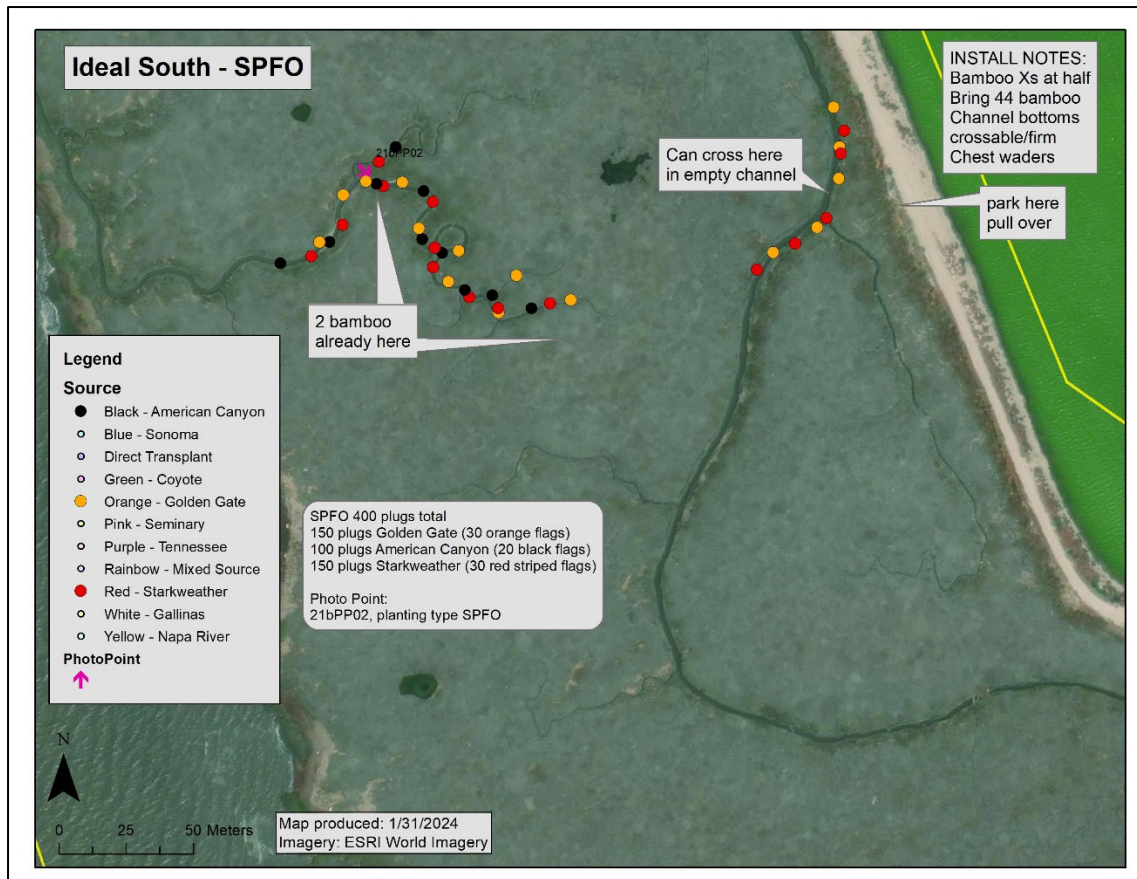 Ideal South - SPFO
INSTALL NOTES:
Bamboo Xs at half
Bring 44 bamboo
Channel bottoms
crossable/firm
Chest waders
21bPP02
Can cross here
in empty channel
park here
pull over
2 bamboo
already here
Legend
Source
Black - American Canyon
Blue - Sonoma
Direct Transplant
Green - Coyote
Orange - Golden Gate
Pink - Seminary
Purple - Tennessee
Rainbow - Mixed Source
Red - Starkweather
White - Gallinas
Yellow - Napa River
PhotoPoint
SPFO 400 plugs total
150 plugs Golden Gate (30 orange flags)
100 plugs American Canyon (20 black flags)
150 plugs Starkweather (30 red striped flags)
Photo Point:
21bPP02, planting type SPFO
N
0 25 50 Meters
Map produced: 1/31/2024
Imagery: ESRI World Imagery